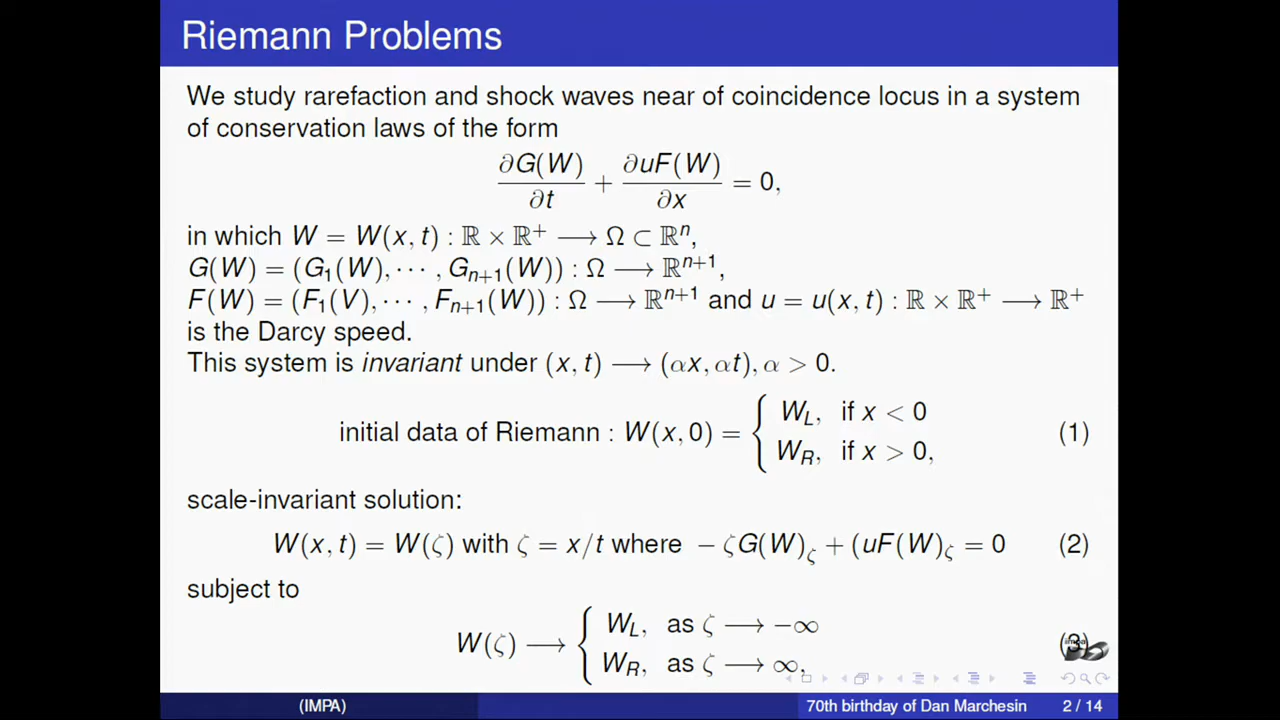 Riemann Problems
We study rarefaction and shock waves near of coincidence locus in a system
of conservation laws of the form
∂G(W)/∂t + ∂uF(W)/∂x = 0,
in which W = W(x, t) : ℝ × ℝ⁺ ⟶ Ω ⊂ ℝⁿ,
G(W) = (G₁(W), ⋯ , Gₙ₊₁(W)) : Ω ⟶ ℝⁿ⁺¹,
F(W) = (F₁(V), ⋯ , Fₙ₊₁(W)) : Ω ⟶ ℝⁿ⁺¹ and u = u(x, t) : ℝ × ℝ⁺ ⟶ ℝ⁺
is the Darcy speed.
This system is invariant under (x, t) ⟶ (αx, αt), α > 0.
initial data of Riemann : W(x, 0) = { W_L, if x < 0
W_R, if x > 0, (1)
scale-invariant solution:
W(x, t) = W(ζ) with ζ = x/t where − ζG(W)_ζ + (uF(W)_ζ = 0 (2)
subject to
W(ζ) ⟶ { W_L, as ζ ⟶ −∞
W_R, as ζ ⟶ ∞, (3)
impa
(IMPA) 70th birthday of Dan Marchesin 2 / 14